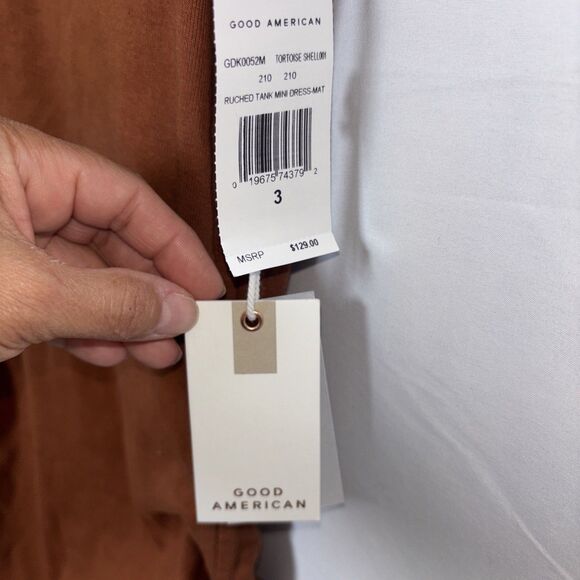 GOOD AMERICAN
GDK0052M TORTOISE SHELL001
210 210
RUCHED TANK MINI DRESS-MAT
0 19675 74379 2
3
MSRP $129.00
GOOD
AMERICAN